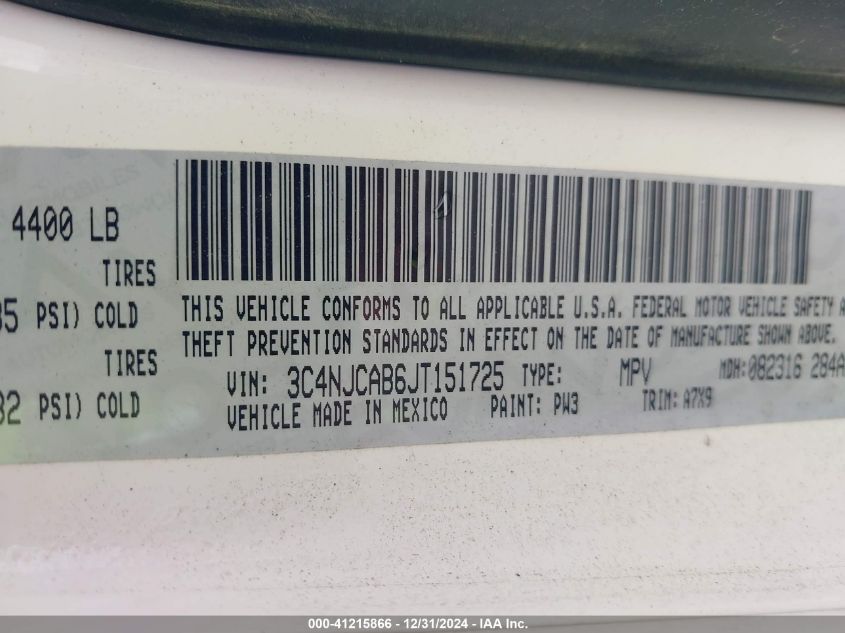 4400 LB
TIRES
PSI) COLD
TIRES
PSI) COLD
THIS VEHICLE CONFORMS TO ALL APPLICABLE U.S.A. FEDERAL MOTOR VEHICLE SAFETY
THEFT PREVENTION STANDARDS IN EFFECT ON THE DATE OF MANUFACTURE SHOWN ABOVE.
VIN: 3C4NJCAB6JT151725 TYPE: MPV MDH:082316 284A
VEHICLE MADE IN MEXICO PAINT: PW3 TRIM: A7X9
000-41215866 - 12/31/2024 - IAA Inc.